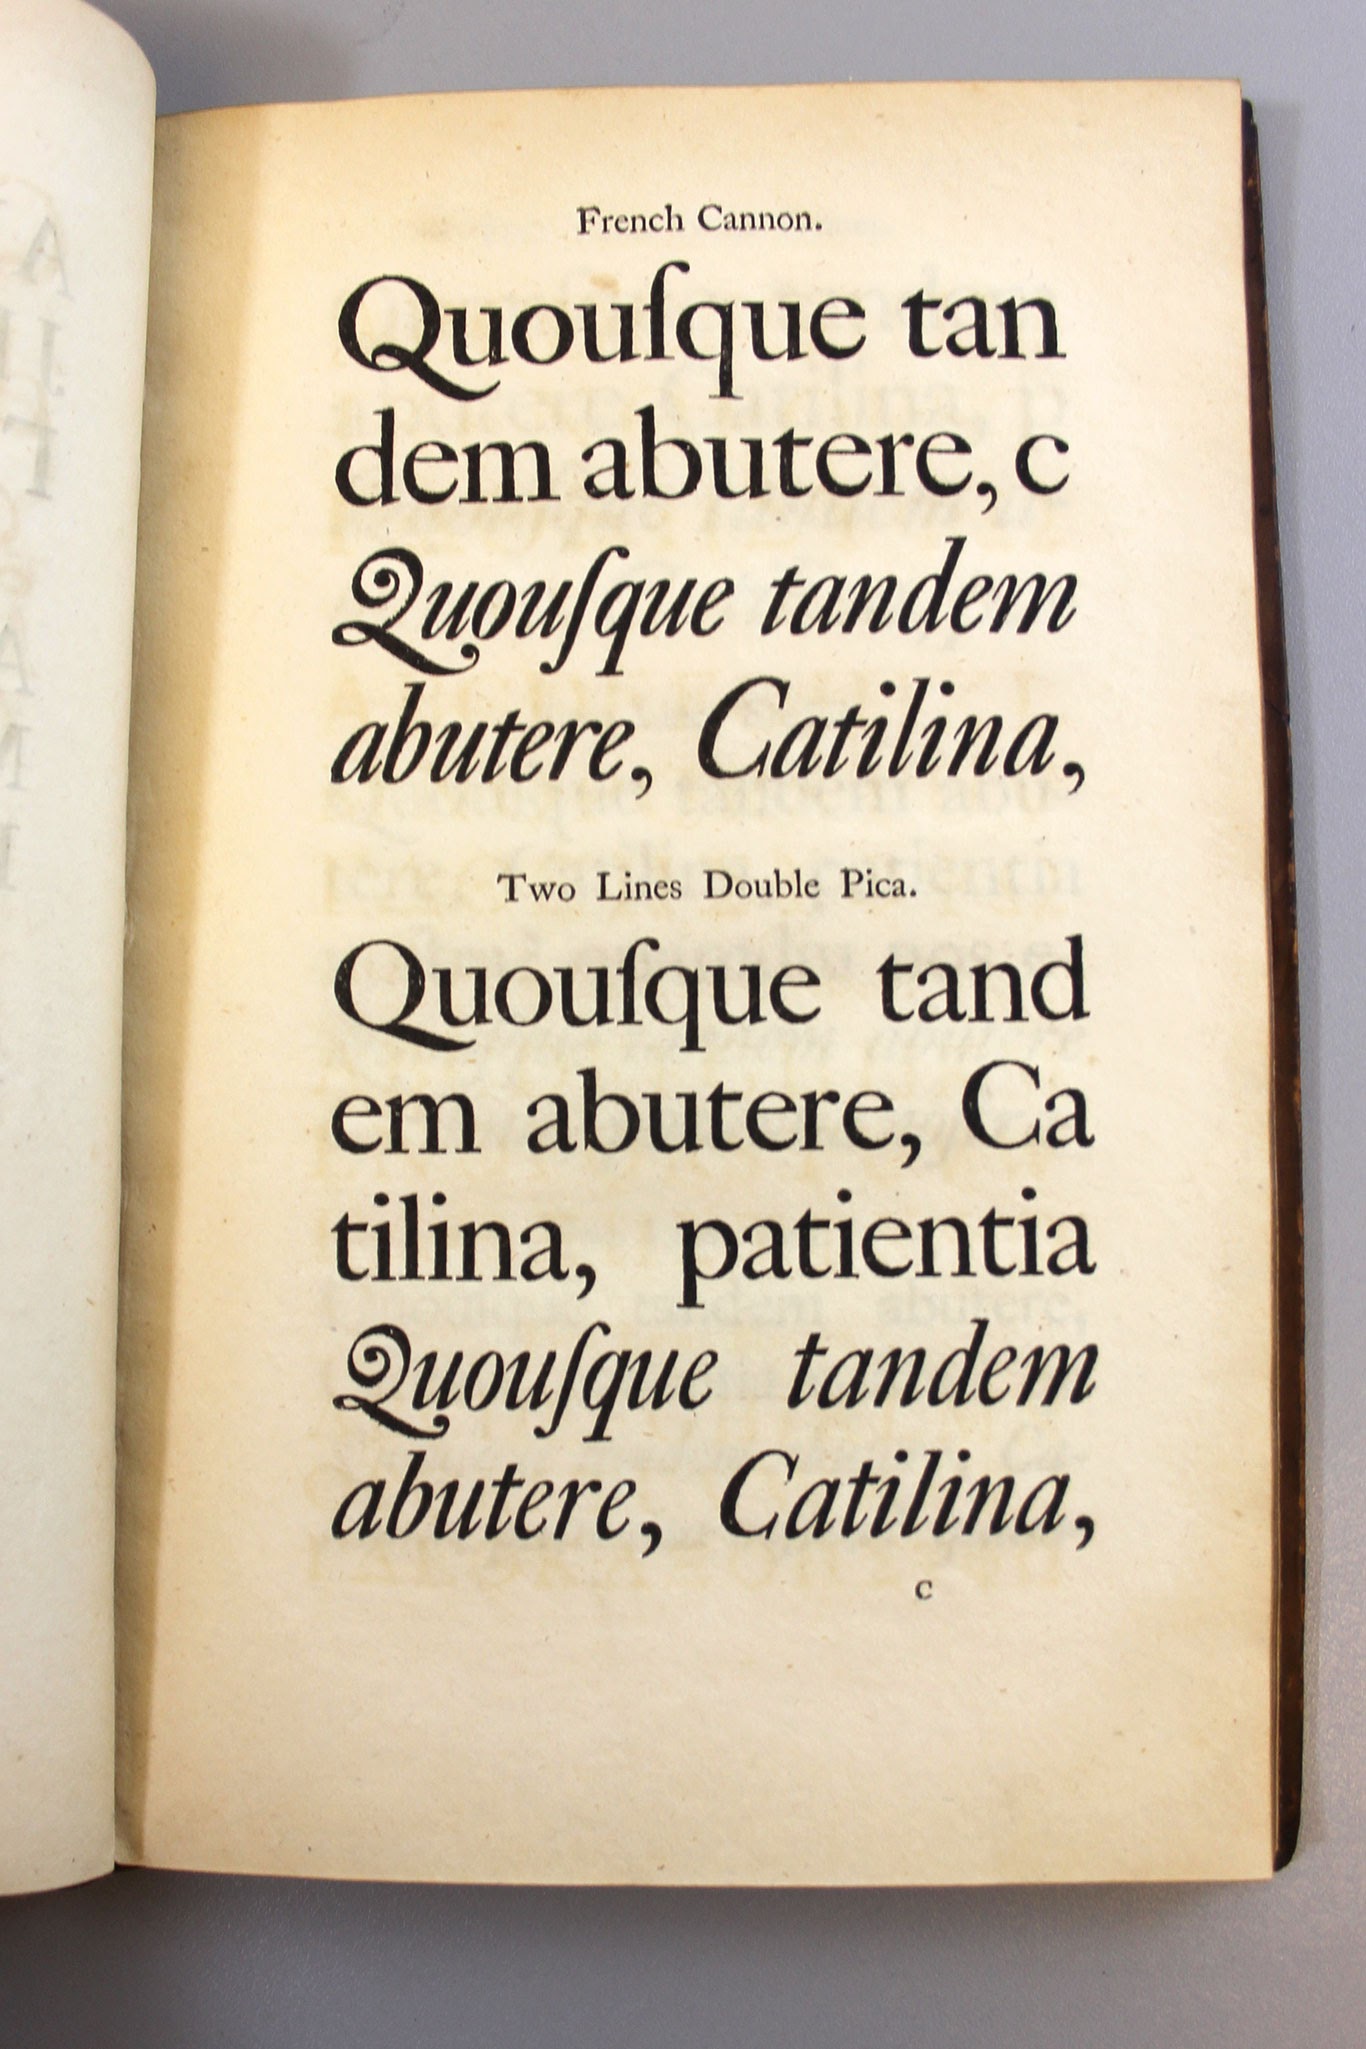 French Cannon.
Quouſque tan
dem abutere, c
Quouſque tandem
abutere, Catilina,
Two Lines Double Pica.
Quouſque tand
em abutere, Ca
tilina, patientia
Quouſque tandem
abutere, Catilina,
c